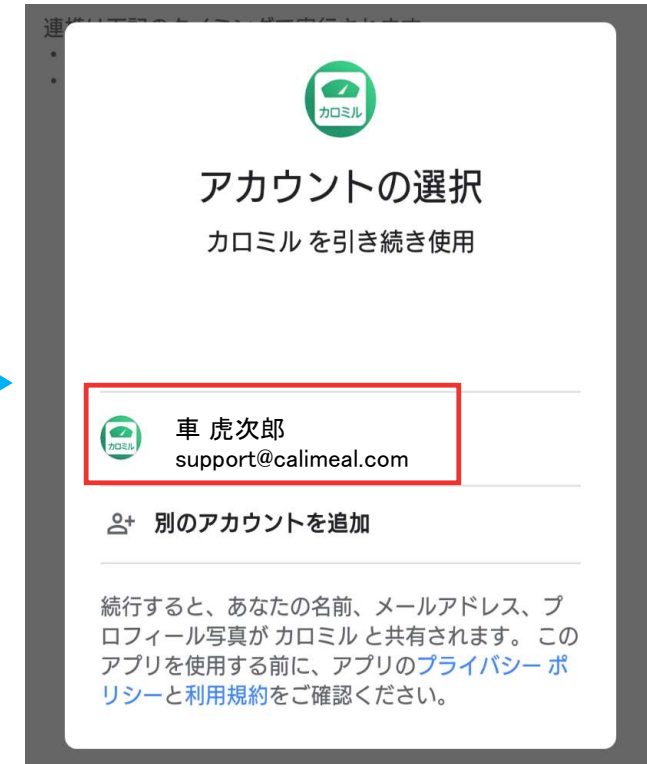 カロミル
アカウントの選択
カロミル を引き続き使用
カロミル
車 虎次郎
support@calimeal.com
別のアカウントを追加
続行すると、あなたの名前、メールアドレス、プ
ロフィール写真が カロミル と共有されます。 この
アプリを使用する前に、アプリのプライバシー ポ
リシーと利用規約をご確認ください。